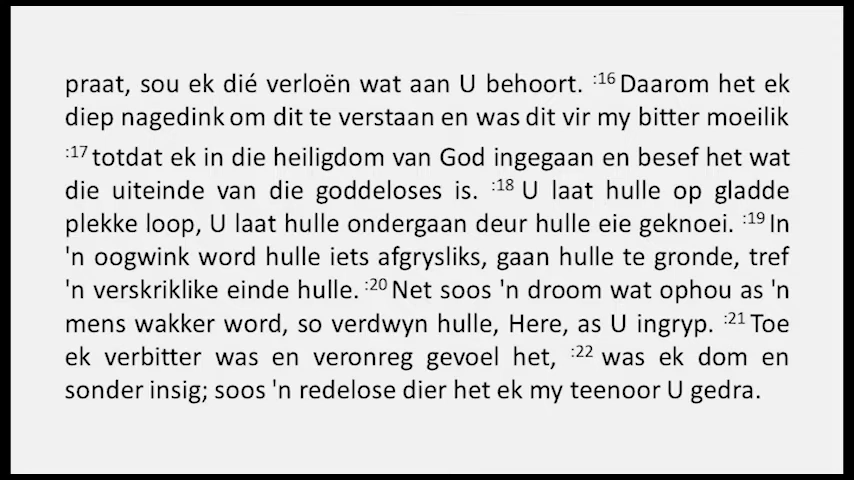 praat, sou ek dié verloën wat aan U behoort. :16 Daarom het ek
diep nagedink om dit te verstaan en was dit vir my bitter moeilik
:17 totdat ek in die heiligdom van God ingegaan en besef het wat
die uiteinde van die goddeloses is. :18 U laat hulle op gladde
plekke loop, U laat hulle ondergaan deur hulle eie geknoei. :19 In
'n oogwink word hulle iets afgrysliks, gaan hulle te gronde, tref
'n verskriklike einde hulle. :20 Net soos 'n droom wat ophou as 'n
mens wakker word, so verdwyn hulle, Here, as U ingryp. :21 Toe
ek verbitter was en veronreg gevoel het, :22 was ek dom en
sonder insig; soos 'n redelose dier het ek my teenoor U gedra.